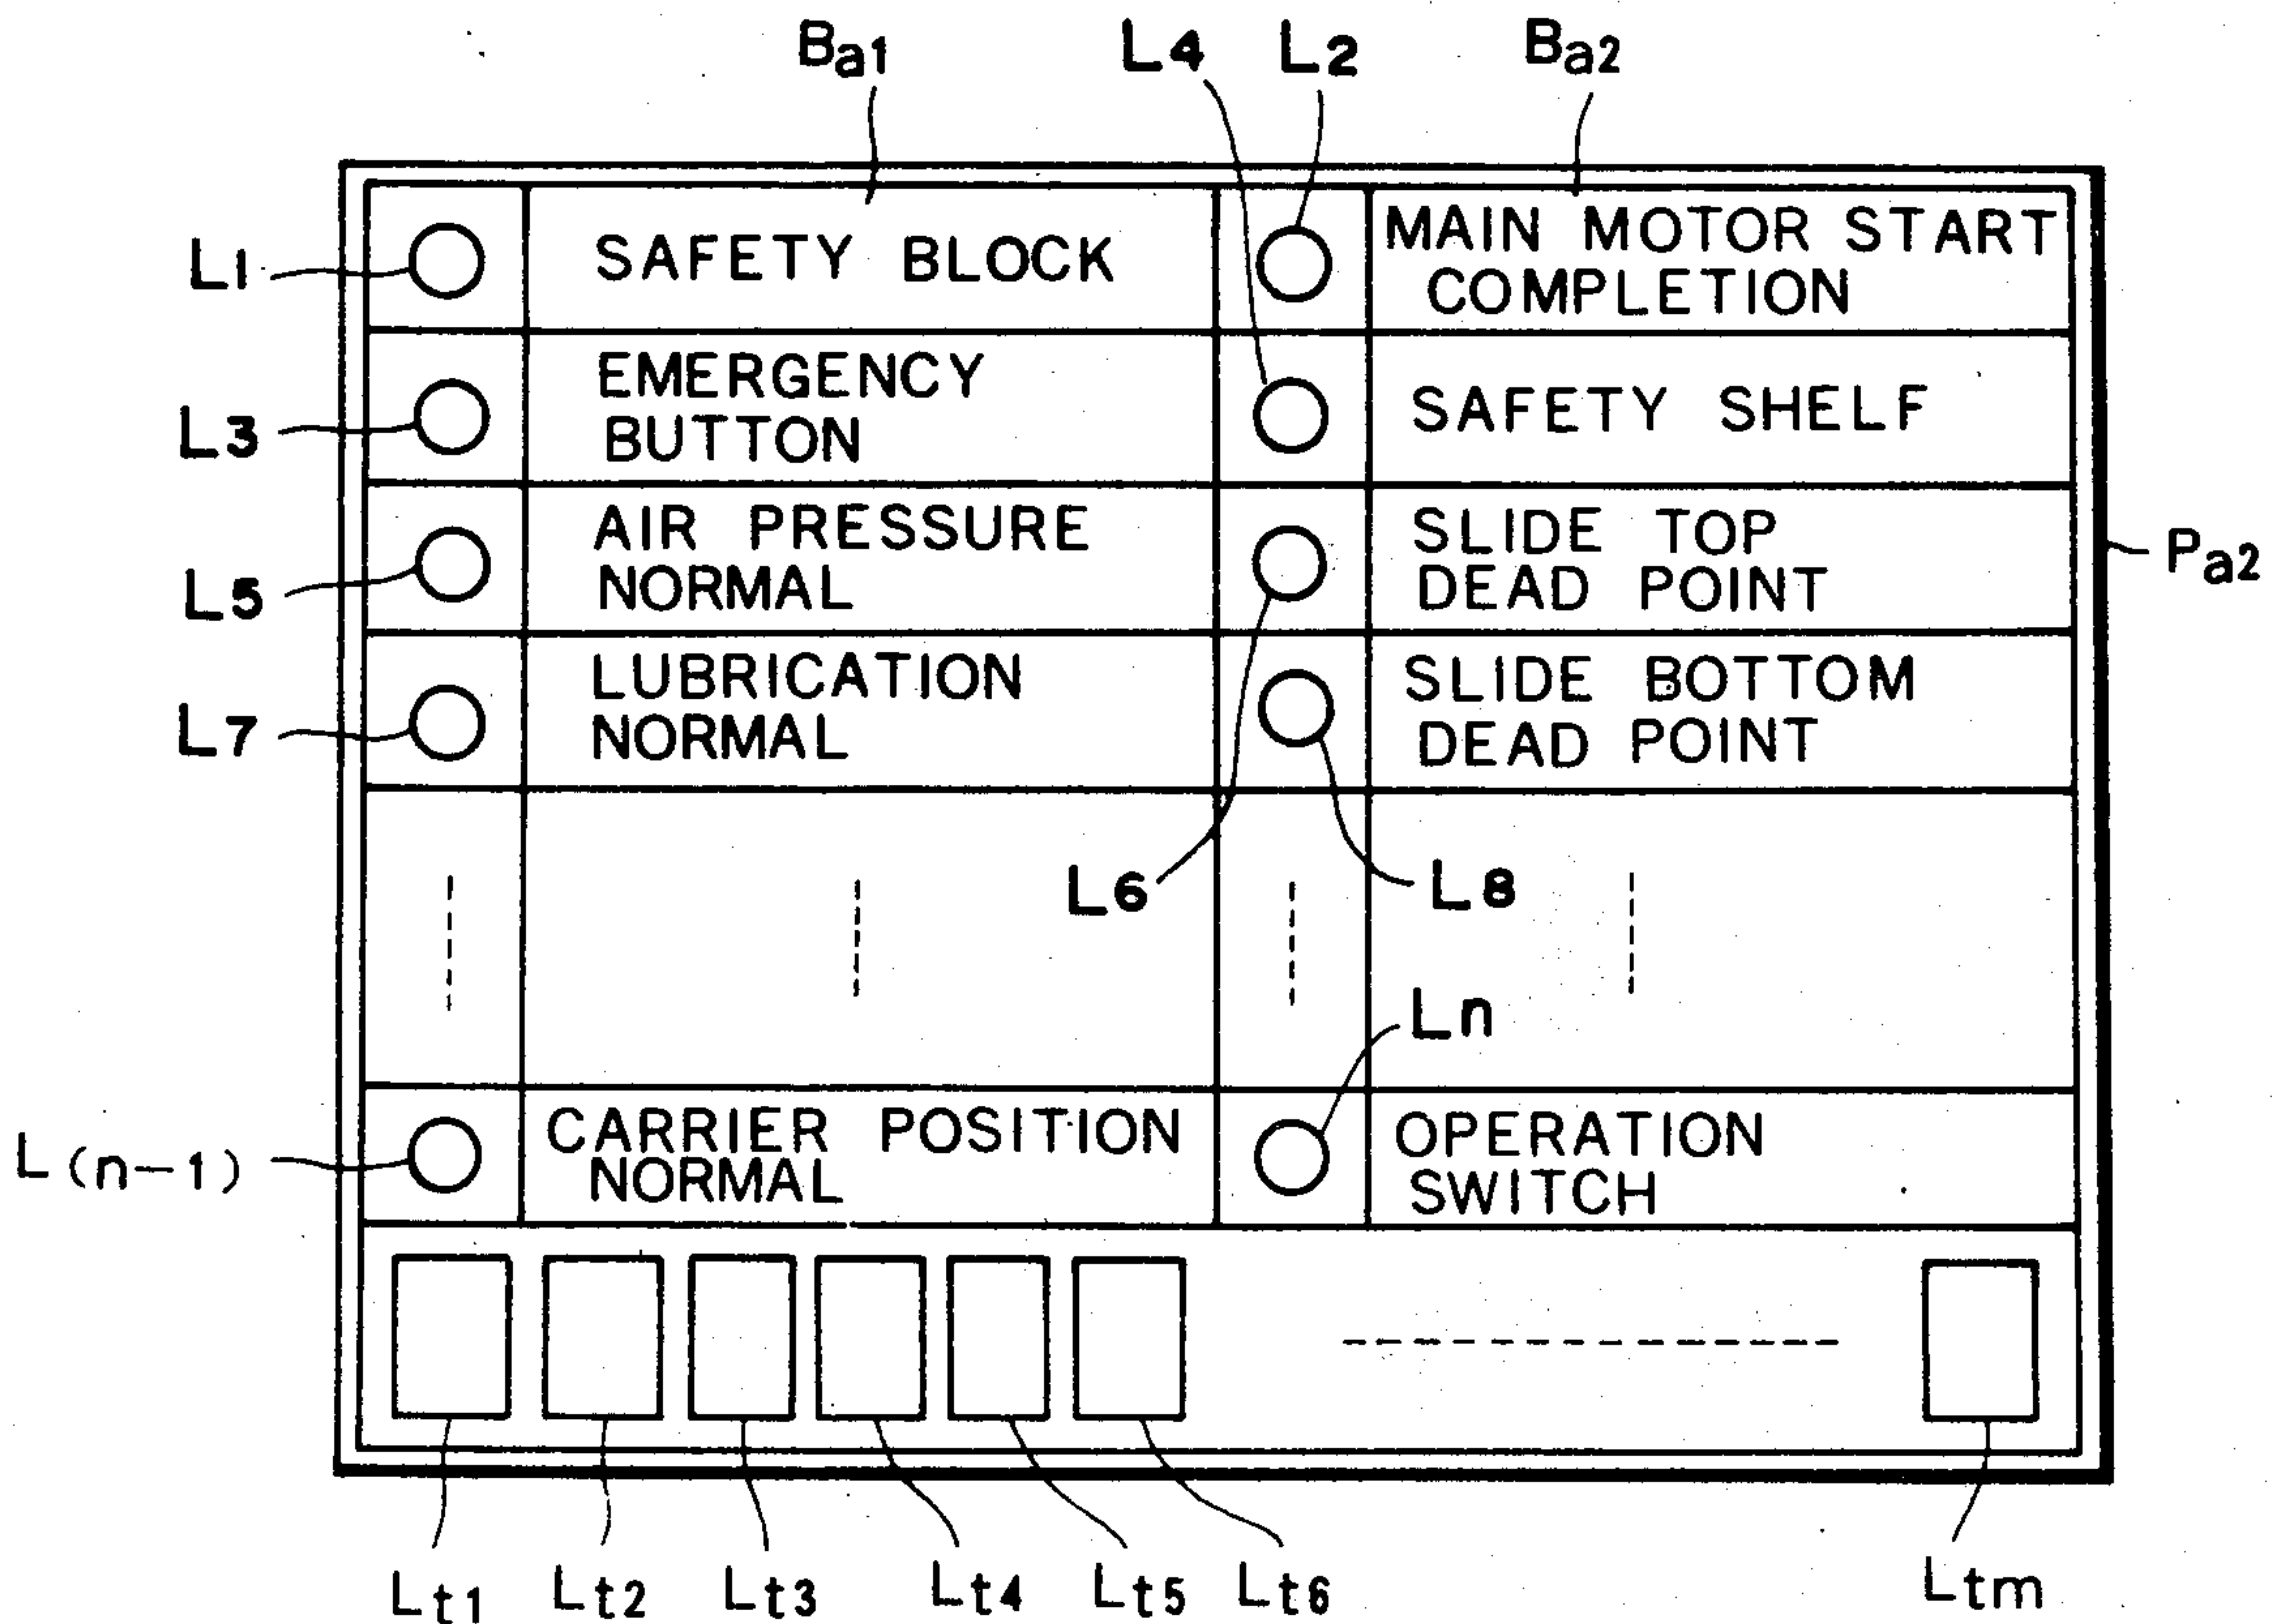 Ba1
L4
L2
Ba2
L1
SAFETY BLOCK
MAIN MOTOR START
COMPLETION
L3
EMERGENCY
BUTTON
SAFETY SHELF
L5
AIR PRESSURE
NORMAL
SLIDE TOP
DEAD POINT
Pa2
L7
LUBRICATION
NORMAL
SLIDE BOTTOM
DEAD POINT
L6
L8
Ln
L(n-1)
CARRIER POSITION
NORMAL
OPERATION
SWITCH
Lt1
Lt2
Lt3
Lt4
Lt5
Lt6
Ltm